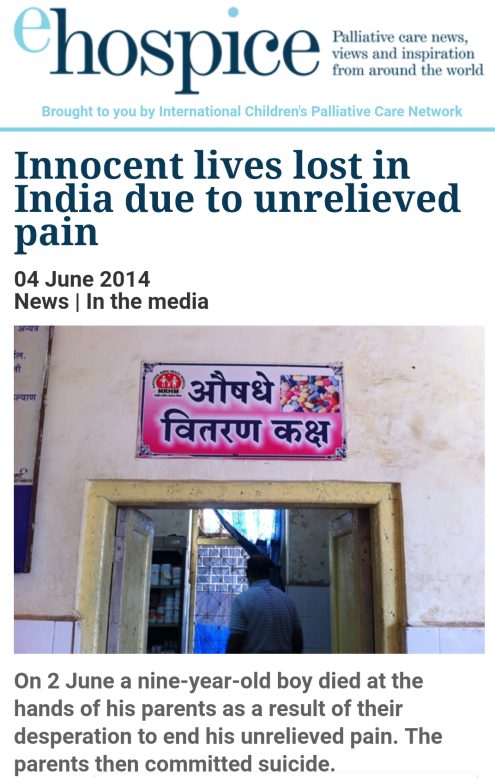 ehospice
Palliative care news,
views and inspiration
from around the world
Brought to you by International Children's Palliative Care Network
Innocent lives lost in
India due to unrelieved
pain
04 June 2014
News | In the media
NRHM
औषधे
वितरण कक्ष
On 2 June a nine-year-old boy died at the
hands of his parents as a result of their
desperation to end his unrelieved pain. The
parents then committed suicide.